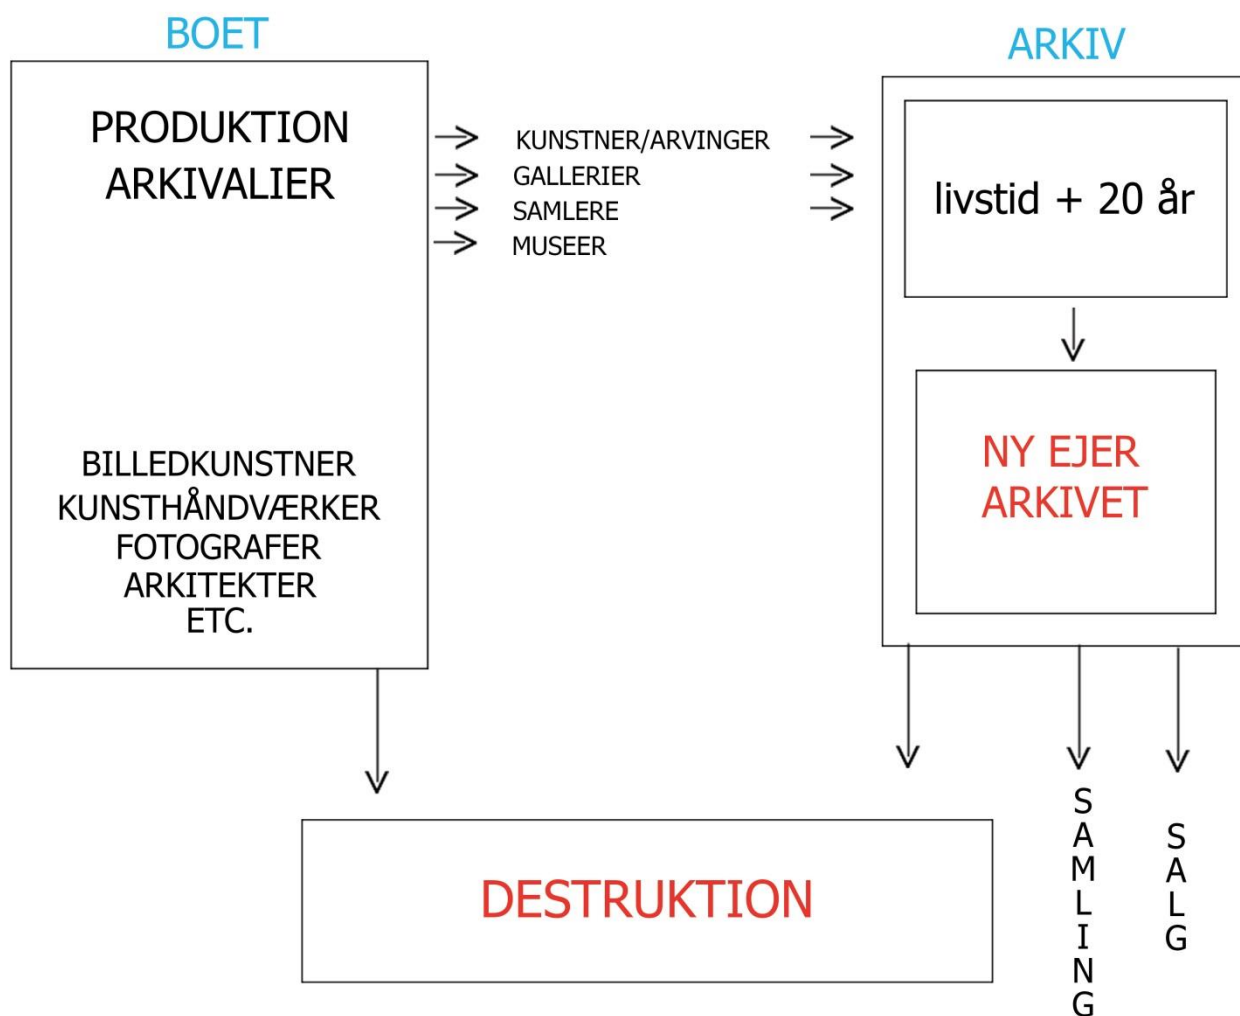 BOET
PRODUKTION
ARKIVALIER
BILLEDKUNSTNER
KUNSTHÅNDVÆRKER
FOTOGRAFER
ARKITEKTER
ETC.
KUNSTNER/ARVINGER
GALLERIER
SAMLERE
MUSEER
ARKIV
livstid + 20 år
NY EJER
ARKIVET
DESTRUKTION
SAMLING
SALG